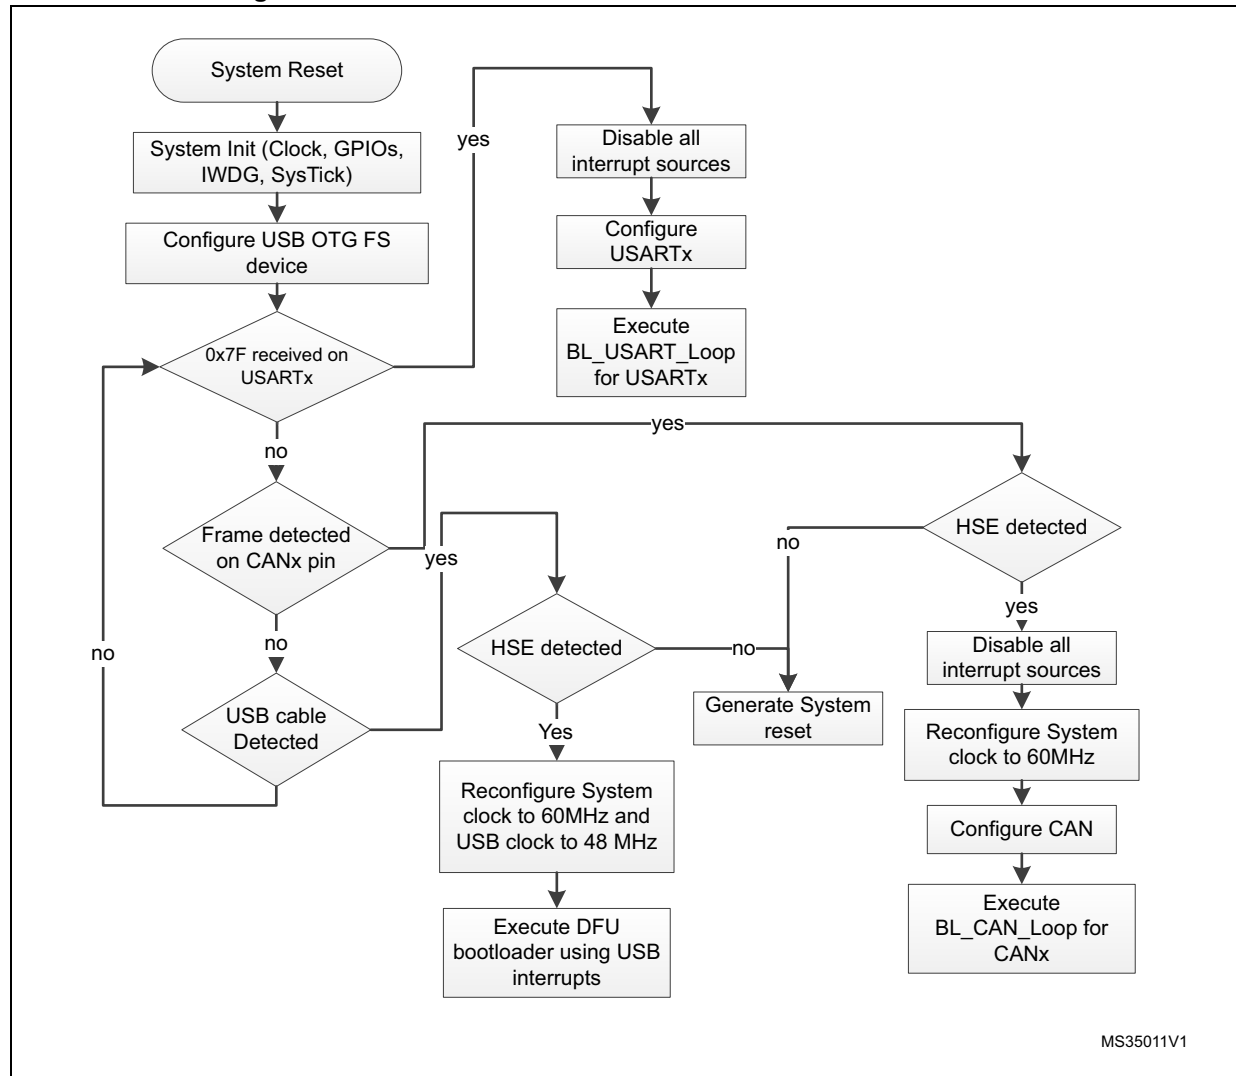 System Reset
System Init (Clock, GPIOs,
IWDG, SysTick)
Configure USB OTG FS
device
0x7F received on
USARTx
yes
Disable all
interrupt sources
Configure
USARTx
Execute
BL_USART_Loop
for USARTx
no
Frame detected
on CANx pin
yes
HSE detected
no
yes
Disable all
interrupt sources
Reconfigure System
clock to 60MHz
Configure CAN
Execute
BL_CAN_Loop for
CANx
no
USB cable
Detected
no
yes
HSE detected
no
Generate System
reset
Yes
Reconfigure System
clock to 60MHz and
USB clock to 48 MHz
Execute DFU
bootloader using USB
interrupts
MS35011V1